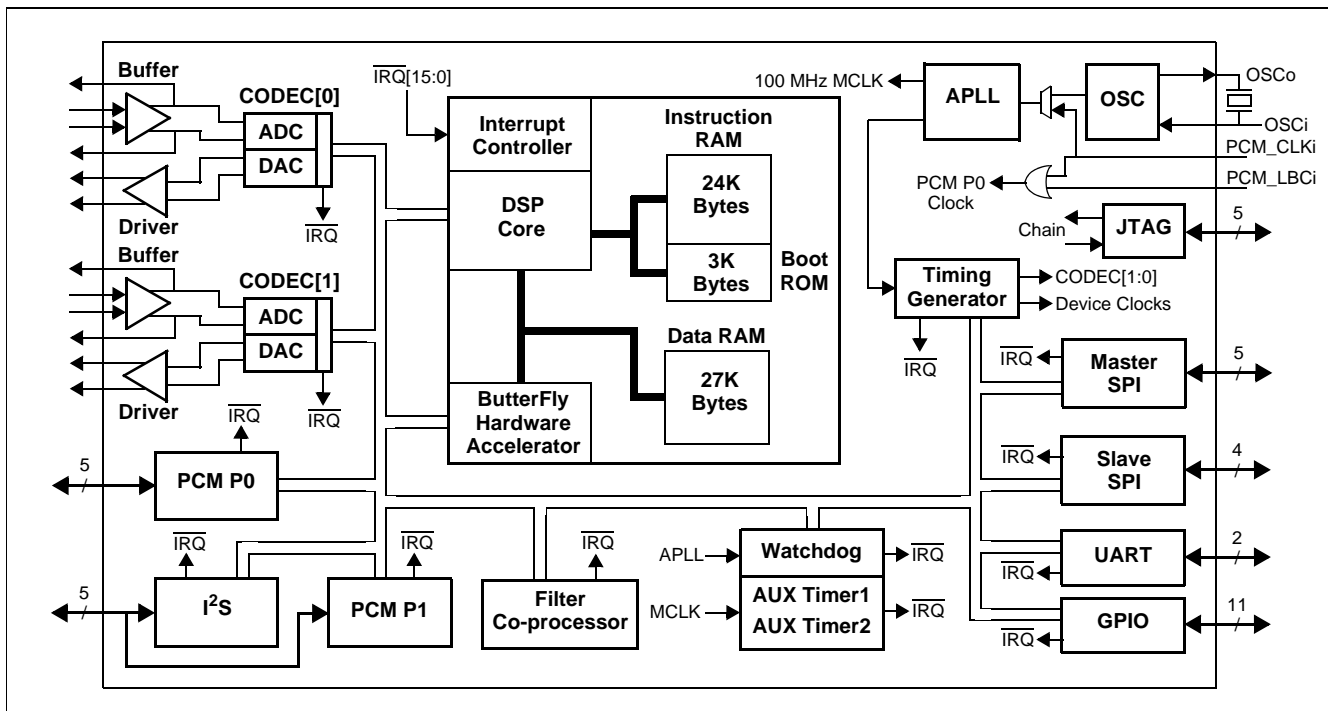 Buffer
CODEC[0]
ADC
DAC
Driver
IRQ
Buffer
CODEC[1]
ADC
DAC
Driver
IRQ
IRQ
5
PCM P0
IRQ
5
I²S
IRQ
PCM P1
IRQ[15:0]
Interrupt
Controller
DSP
Core
ButterFly
Hardware
Accelerator
Instruction
RAM
24K
Bytes
3K
Bytes
Boot
ROM
Data RAM
27K
Bytes
IRQ
Filter
Co-processor
APLL
Watchdog
IRQ
MCLK
AUX Timer1
AUX Timer2
IRQ
100 MHz MCLK
APLL
OSC
OSCo
OSCi
PCM_CLKi
PCM_LBCi
PCM P0
Clock
Chain
JTAG
5
Timing
Generator
CODEC[1:0]
Device Clocks
IRQ
IRQ
Master
SPI
5
IRQ
Slave
SPI
4
IRQ
UART
2
IRQ
GPIO
11